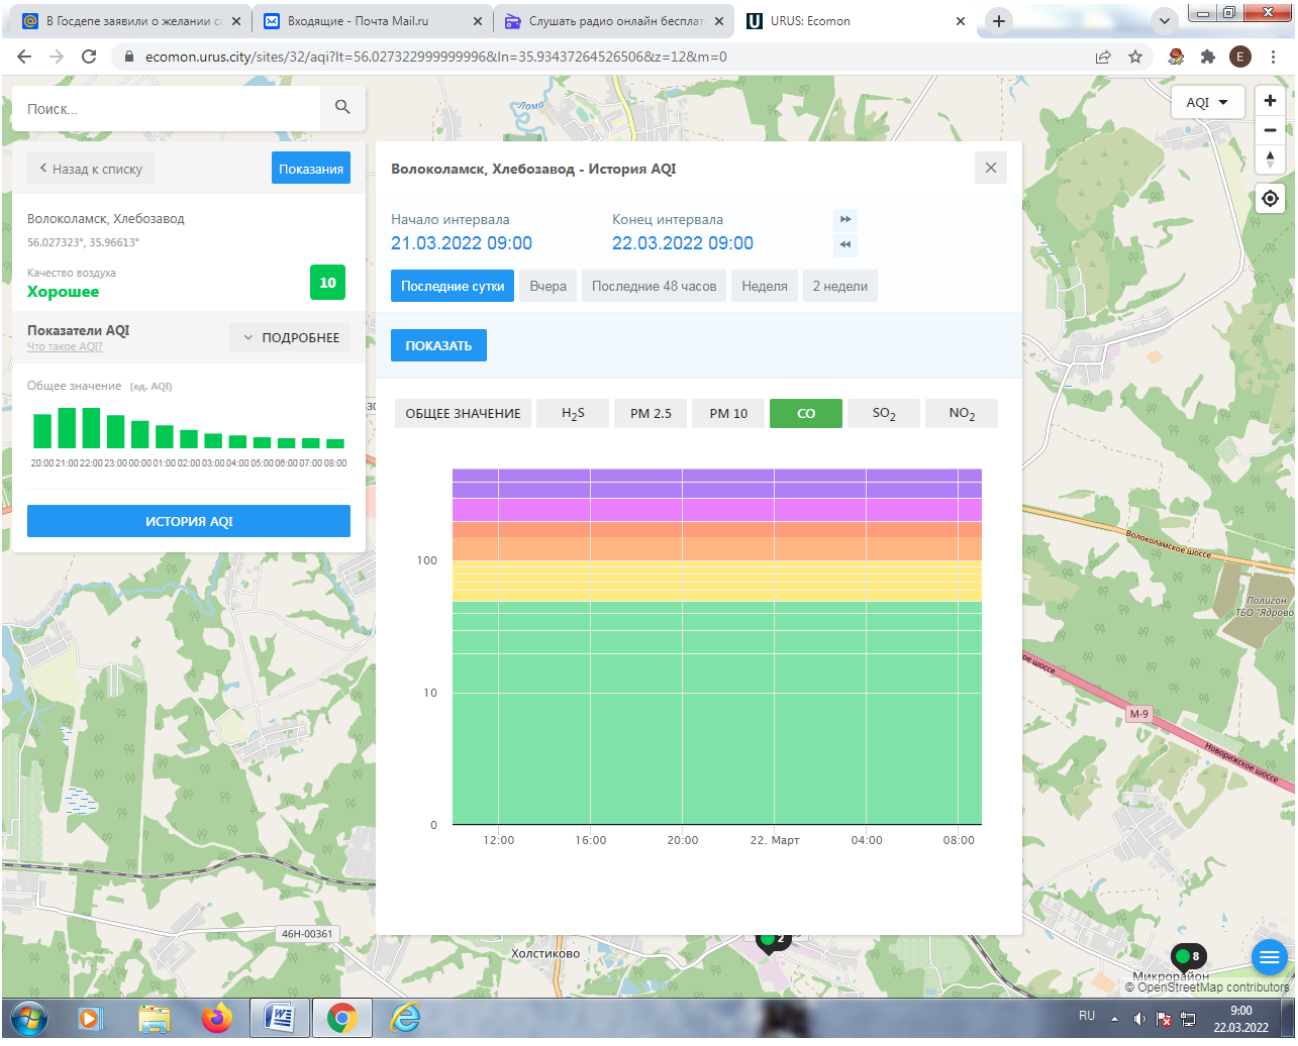 В Госдепе заявили о желании со
Входящие - Почта Mail.ru
Слушать радио онлайн бесплат
URUS: Ecomon
ecomon.urus.city/sites/32/aqi?lt=56.027322999999996&ln=35.93437264526506&z=12&m=0
E
Поиск...
AQI
Назад к списку
Показания
Волоколамск, Хлебозавод
56.027323°, 35.96613°
Качество воздуха
Хорошее
10
Показатели AQI
Что такое AQI?
ПОДРОБНЕЕ
Общее значение (ед. AQI)
20:00 21:00 22:00 23:00 00:00 01:00 02:00 03:00 04:00 05:00 06:00 07:00 08:00
ИСТОРИЯ AQI
Волоколамск, Хлебозавод - История AQI
Начало интервала
Конец интервала
21.03.2022 09:00
22.03.2022 09:00
Последние сутки
Вчера
Последние 48 часов
Неделя
2 недели
ПОКАЗАТЬ
ОБЩЕЕ ЗНАЧЕНИЕ
H2S
PM 2.5
PM 10
CO
SO2
NO2
100
10
0
12:00
16:00
20:00
22. Март
04:00
08:00
Лама
Волоколамское шоссе
Полигон
ТБО "Ядрово
М-9
Новорижское шоссе
46Н-00361
Холстиково
2
8
Микрорайон
© OpenStreetMap contributors
RU
9:00
22.03.2022